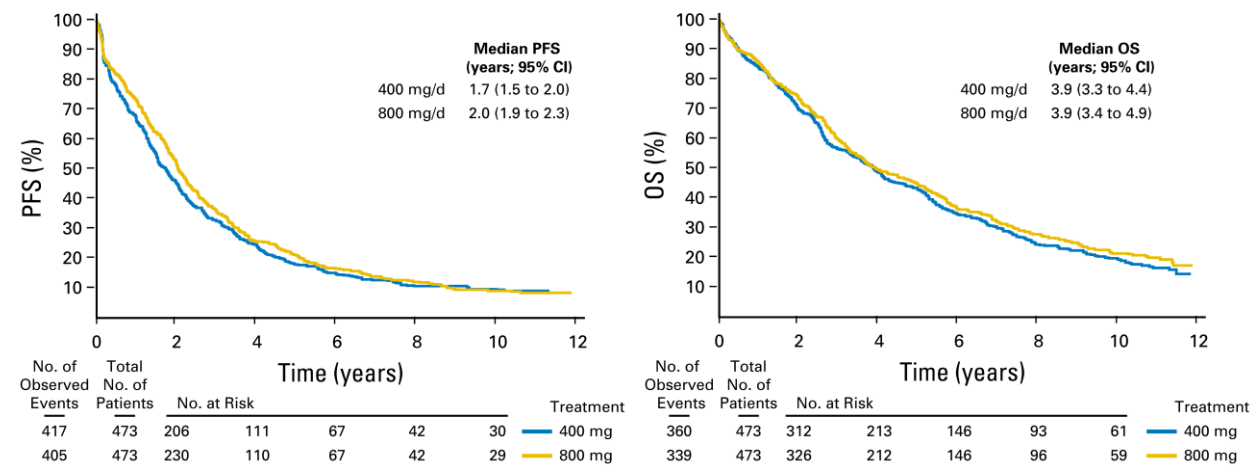 Median PFS
(years; 95% CI)
400 mg/d 1.7 (1.5 to 2.0)
800 mg/d 2.0 (1.9 to 2.3)
PFS (%)
100
90
80
70
60
50
40
30
20
10
0 2 4 6 8 10 12
Time (years)
No. of Observed Events
Total No. of Patients
No. at Risk
Treatment
417 473 206 111 67 42 30 400 mg
405 473 230 110 67 42 29 800 mg
Median OS
(years; 95% CI)
400 mg/d 3.9 (3.3 to 4.4)
800 mg/d 3.9 (3.4 to 4.9)
OS (%)
100
90
80
70
60
50
40
30
20
10
0 2 4 6 8 10 12
Time (years)
No. of Observed Events
Total No. of Patients
No. at Risk
Treatment
360 473 312 213 146 93 61 400 mg
339 473 326 212 146 96 59 800 mg